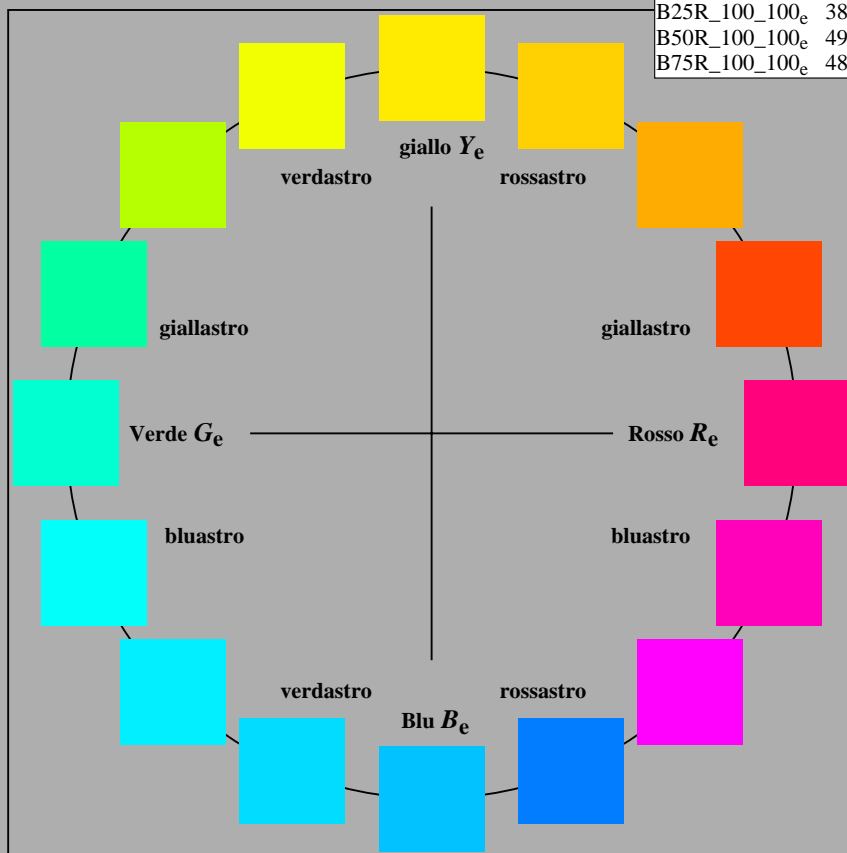 B25R_100_100e 38
B50R_100_100e 49
B75R_100_100e 48
giallo Ye
verdastro rossastro
giallastro giallastro
Verde Ge Rosso Re
bluastro bluastro
verdastro rossastro
Blu Be